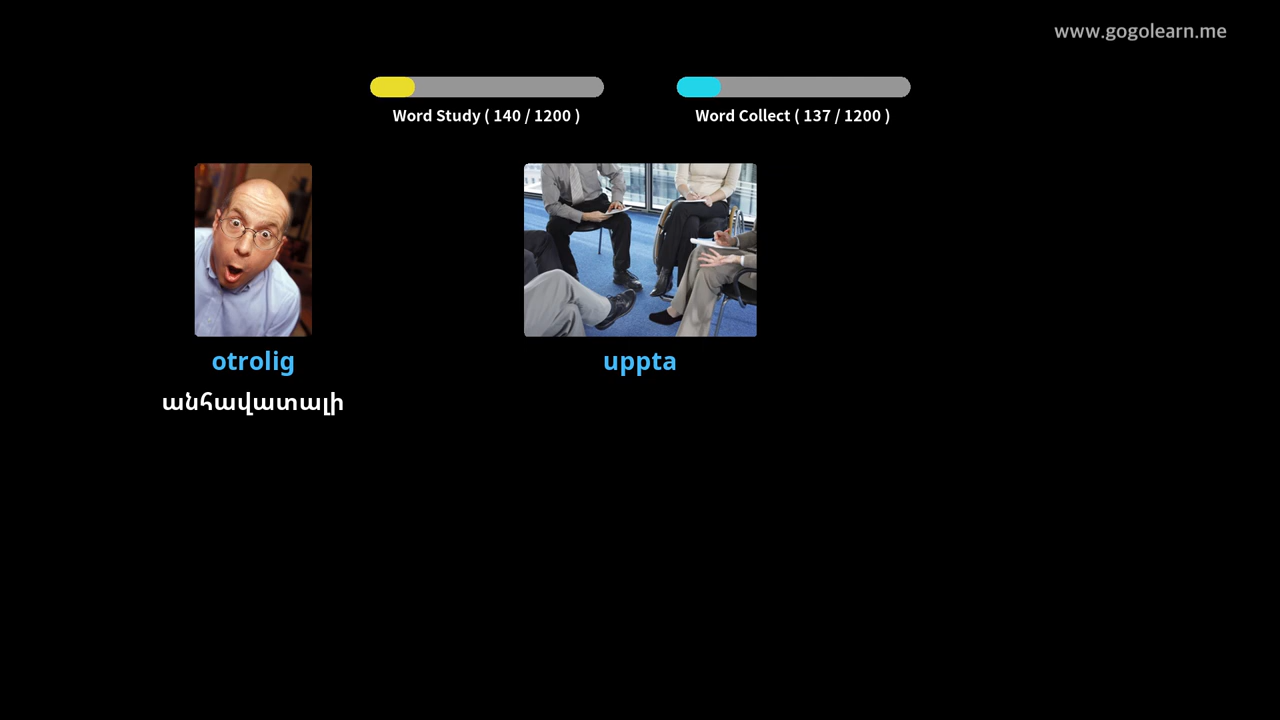 www.gogolearn.me
Word Study ( 140 / 1200 )
Word Collect ( 137 / 1200 )
otrolig
uppta
անհավատալի